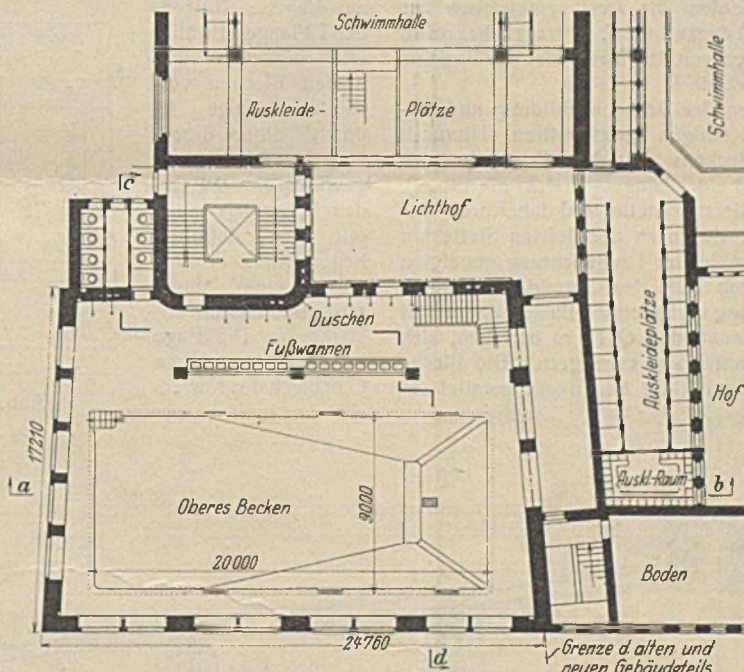 Schwimmhalle
Auskleide - Plätze
Schwimmhalle
c
Lichthof
Duschen
Fußwannen
Auskleideplätze
Hof
17210
a
Oberes Becken
9000
20000
Auskl.-Raum
b
Boden
24760
d
Grenze d. alten und
neuen Gebäudeteils